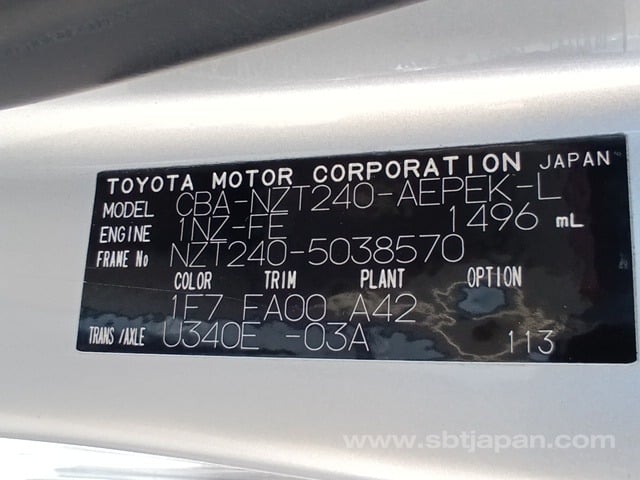 TOYOTA MOTOR CORPORATION JAPAN
MODEL CBA-NZT240-AEPEK-L
ENGINE 1NZ-FE 1496 mL
FRAME No NZT240-5038570
COLOR TRIM PLANT OPTION
1F7 FA00 A42
TRANS/AXLE U340E -03A 113
www.sbtjapan.com